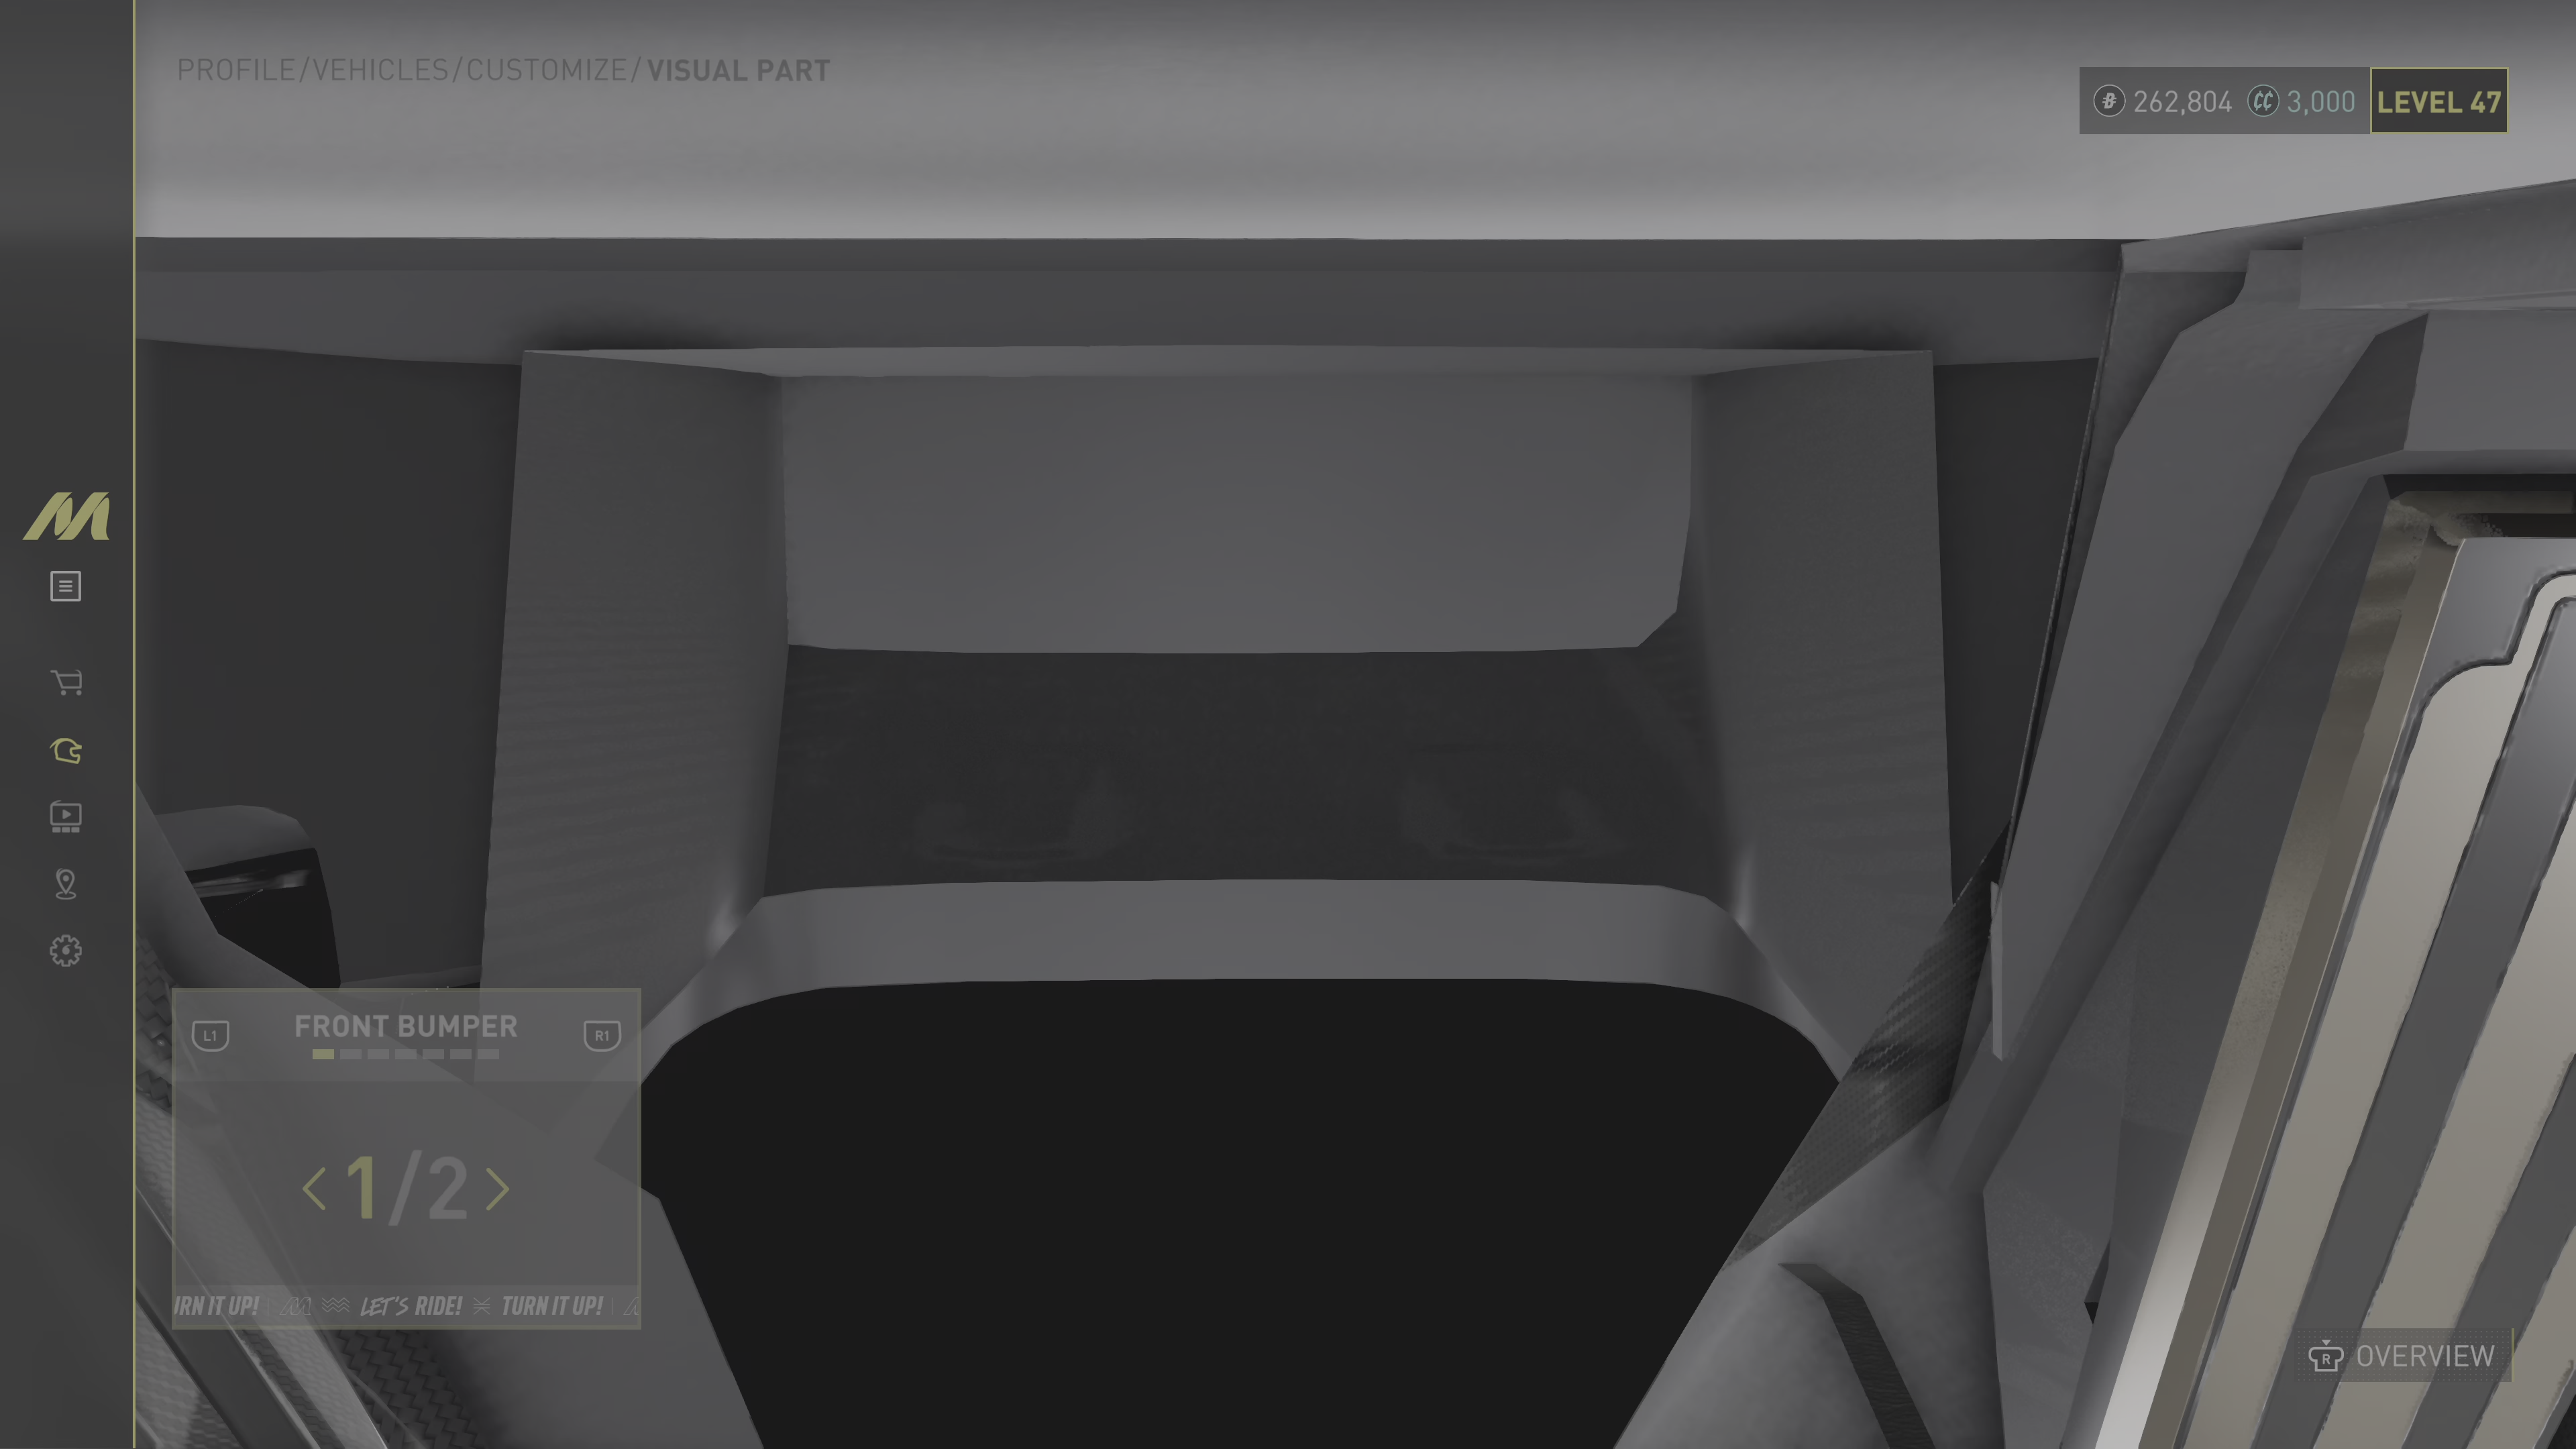 PROFILE/VEHICLES/CUSTOMIZE/VISUAL PART
262,804 3,000 LEVEL 47
L1 FRONT BUMPER R1
1/2
IRN IT UP! LET'S RIDE! TURN IT UP!
R OVERVIEW